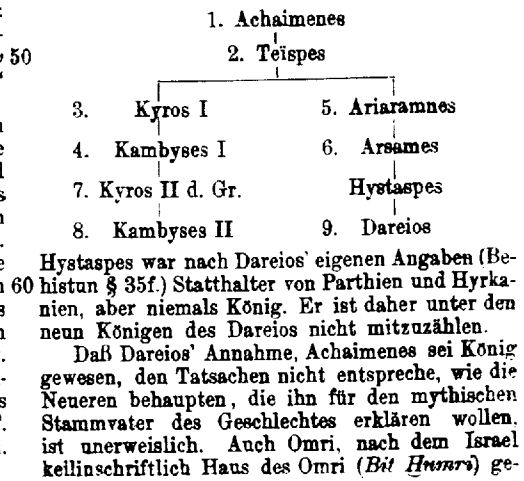 1. Achaimenes
50
2. Teïspes
3. Kyros I 5. Ariaramnes
4. Kambyses I 6. Arsames
7. Kyros II d. Gr. Hystaspes
8. Kambyses II 9. Dareios
Hystaspes war nach Dareios' eigenen Angaben (Be-
60 histun § 35f.) Statthalter von Parthien und Hyrka-
nien, aber niemals König. Er ist daher unter den
neun Königen des Dareios nicht mitzuzählen.
Daß Dareios' Annahme, Achaimenes sei König
gewesen, den Tatsachen nicht entspreche, wie die
Neueren behaupten, die ihn für den mythischen
Stammvater des Geschlechtes erklären wollen,
ist unerweislich. Auch Omri, nach dem Israel
keilinschriftlich Haus des Omri (Bit Ḫumri) ge-